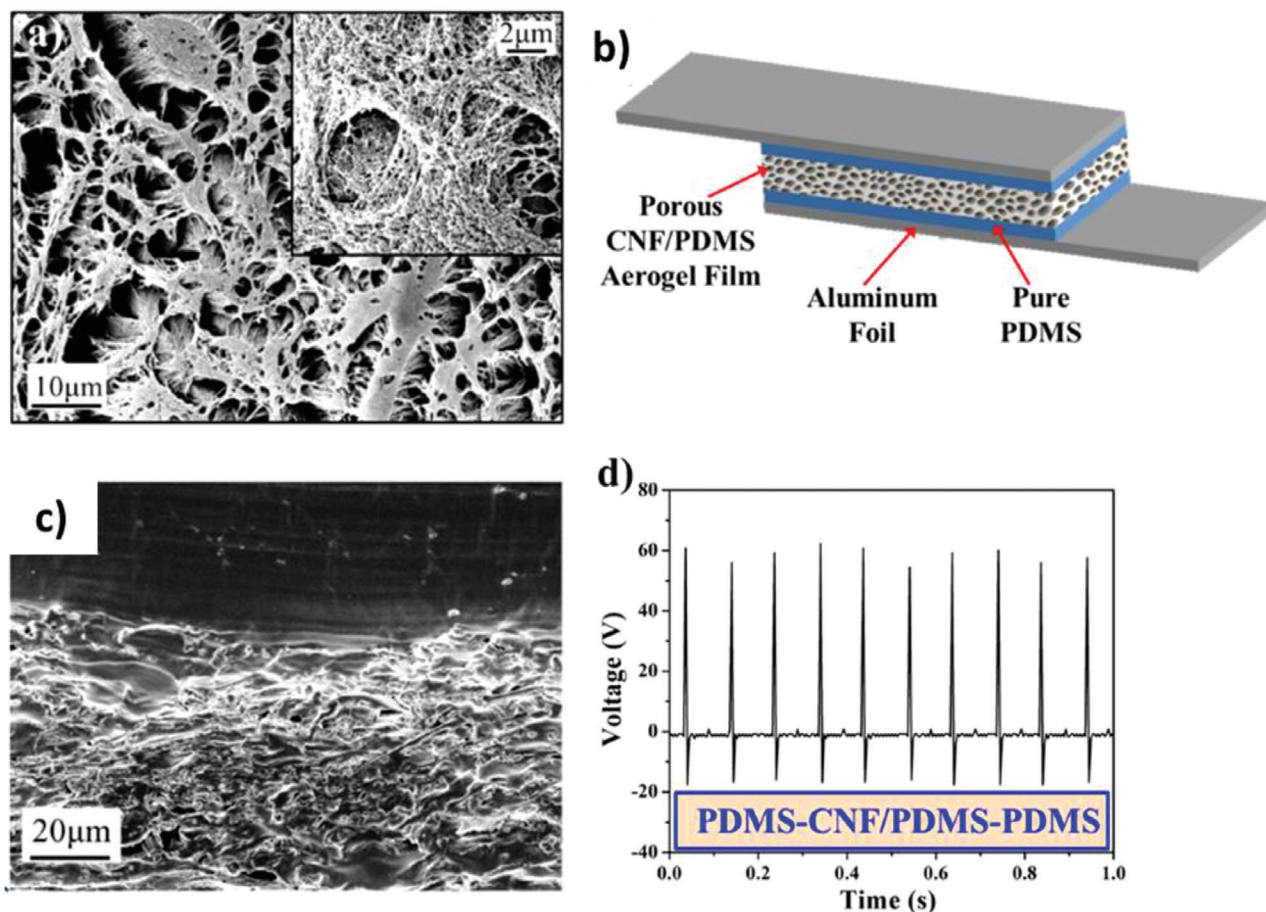 a)
2μm
10μm
b)
Porous
CNF/PDMS
Aerogel Film
Aluminum
Foil
Pure
PDMS
c)
20μm
d)
80
60
40
20
0
-20
-40
Voltage (V)
PDMS-CNF/PDMS-PDMS
0.0 0.2 0.4 0.6 0.8 1.0
Time (s)